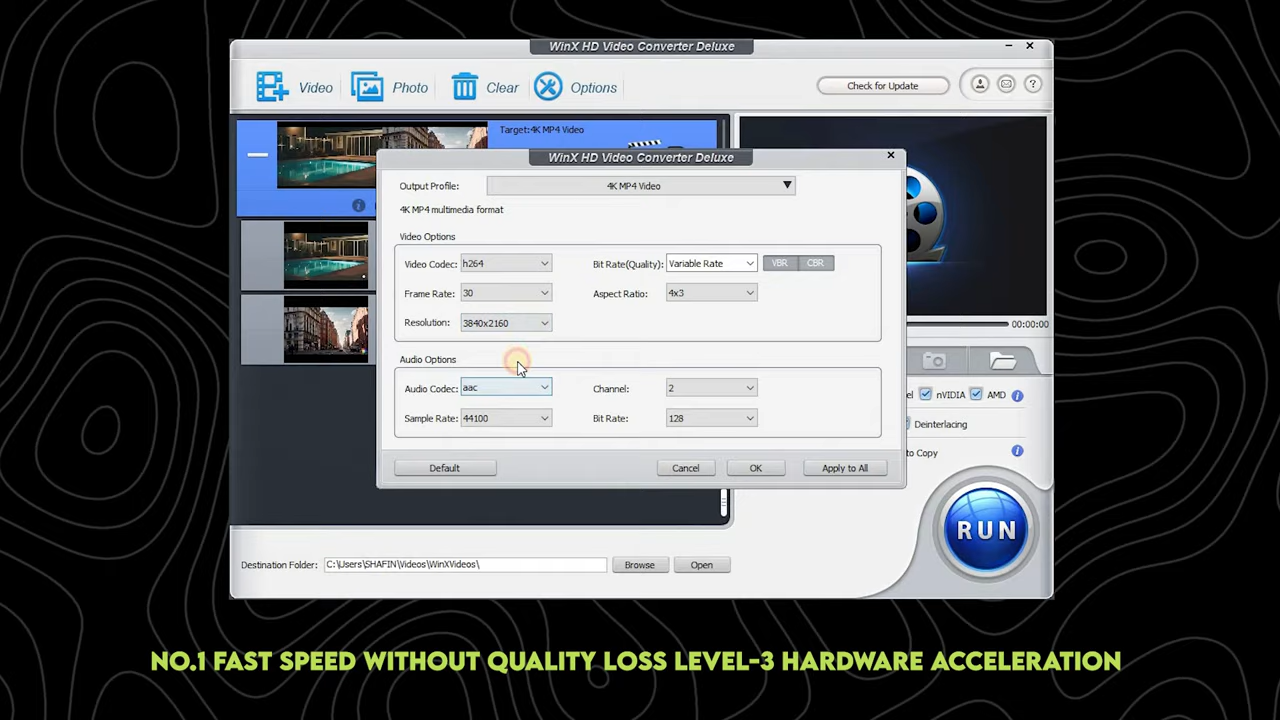 WinX HD Video Converter Deluxe
Video
Photo
Clear
Options
Check for Update
?
Target:4K MP4 Video
WinX HD Video Converter Deluxe
Output Profile:
4K MP4 Video
4K MP4 multimedia format
Video Options
Video Codec:
h264
Bit Rate(Quality):
Variable Rate
VBR
CBR
Frame Rate:
30
Aspect Ratio:
4x3
Resolution:
3840x2160
00:00:00
Audio Options
Audio Codec:
aac
Channel:
2
Sample Rate:
44100
Bit Rate:
128
Default
Cancel
OK
Apply to All
nVIDIA
AMD
Deinterlacing
to Copy
RUN
Destination Folder:
C:\Users\SHAFIN\Videos\WinXVideos\
Browse
Open
NO.1 FAST SPEED WITHOUT QUALITY LOSS LEVEL-3 HARDWARE ACCELERATION